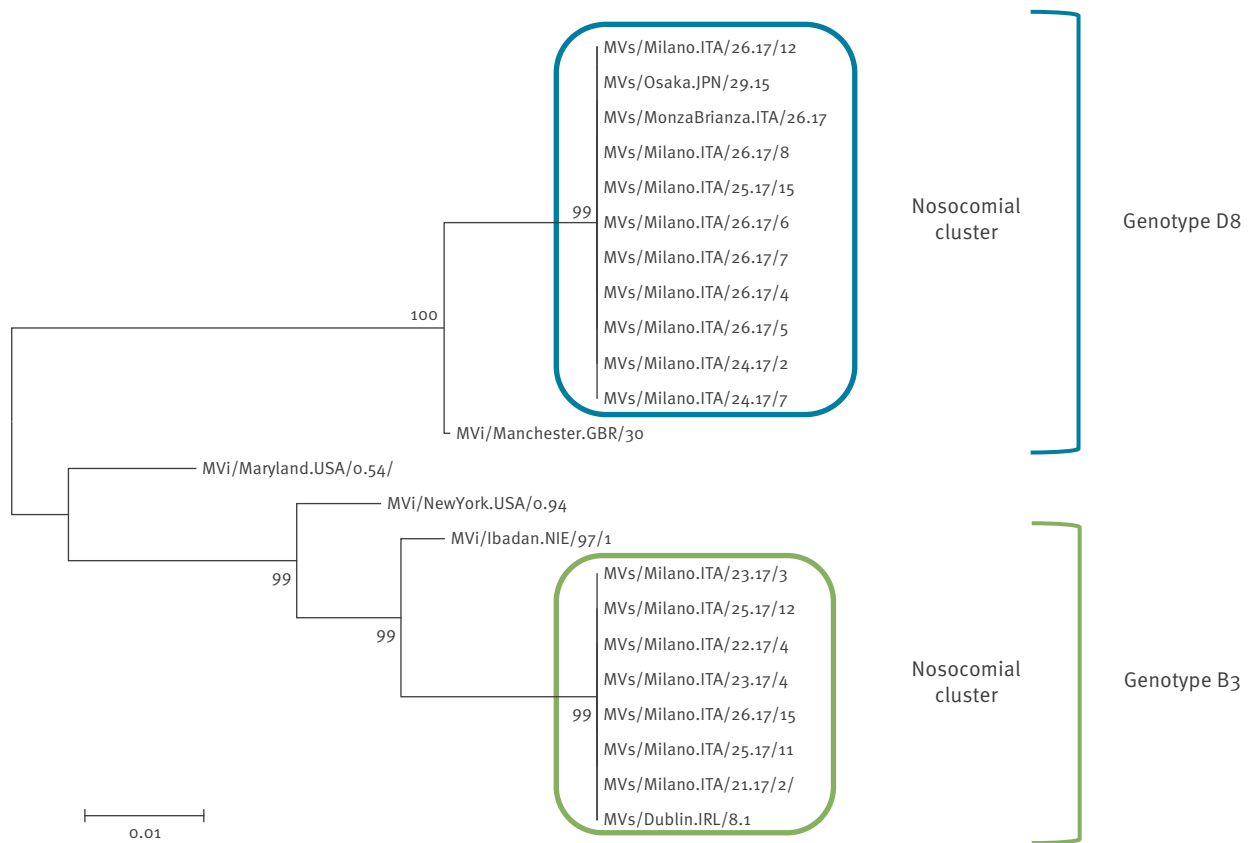 MVs/Milano.ITA/26.17/12
MVs/Osaka.JPN/29.15
MVs/MonzaBrianza.ITA/26.17
MVs/Milano.ITA/26.17/8
MVs/Milano.ITA/25.17/15
99
MVs/Milano.ITA/26.17/6
MVs/Milano.ITA/26.17/7
MVs/Milano.ITA/26.17/4
MVs/Milano.ITA/26.17/5
MVs/Milano.ITA/24.17/2
MVs/Milano.ITA/24.17/7
Nosocomial
cluster
Genotype D8
100
MVi/Manchester.GBR/30
MVi/Maryland.USA/0.54/
MVi/NewYork.USA/0.94
99
MVi/Ibadan.NIE/97/1
99
MVs/Milano.ITA/23.17/3
MVs/Milano.ITA/25.17/12
MVs/Milano.ITA/22.17/4
MVs/Milano.ITA/23.17/4
99
MVs/Milano.ITA/26.17/15
MVs/Milano.ITA/25.17/11
MVs/Milano.ITA/21.17/2/
MVs/Dublin.IRL/8.1
Nosocomial
cluster
Genotype B3
0.01